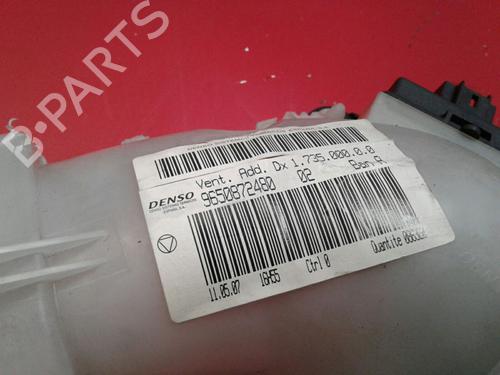 B-PARTS
Vent. Add. Dx 1.735.000.0.0
DENSO
9650872480 02 Bon A
11.05.07 16H55 Ctrl 0 Quantite